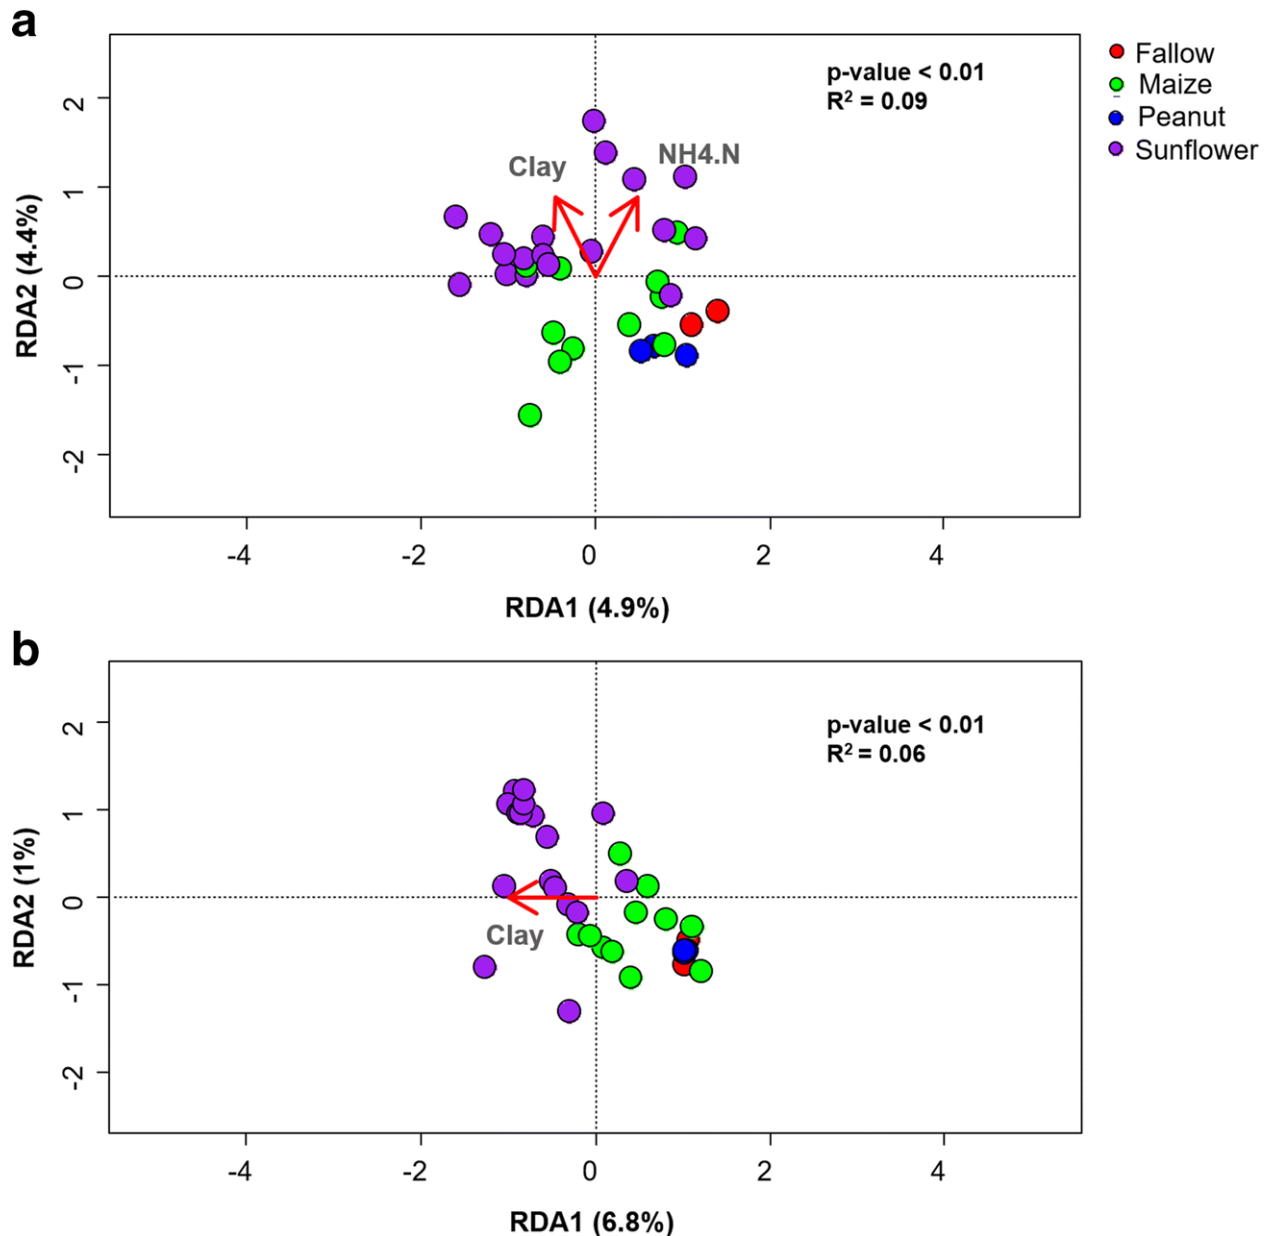 a
p-value < 0.01
R² = 0.09
Fallow
Maize
Peanut
Sunflower
Clay
NH4.N
2
1
0
-1
-2
RDA2 (4.4%)
-4
-2
0
2
4
RDA1 (4.9%)
b
p-value < 0.01
R² = 0.06
Clay
2
1
0
-1
-2
RDA2 (1%)
-4
-2
0
2
4
RDA1 (6.8%)